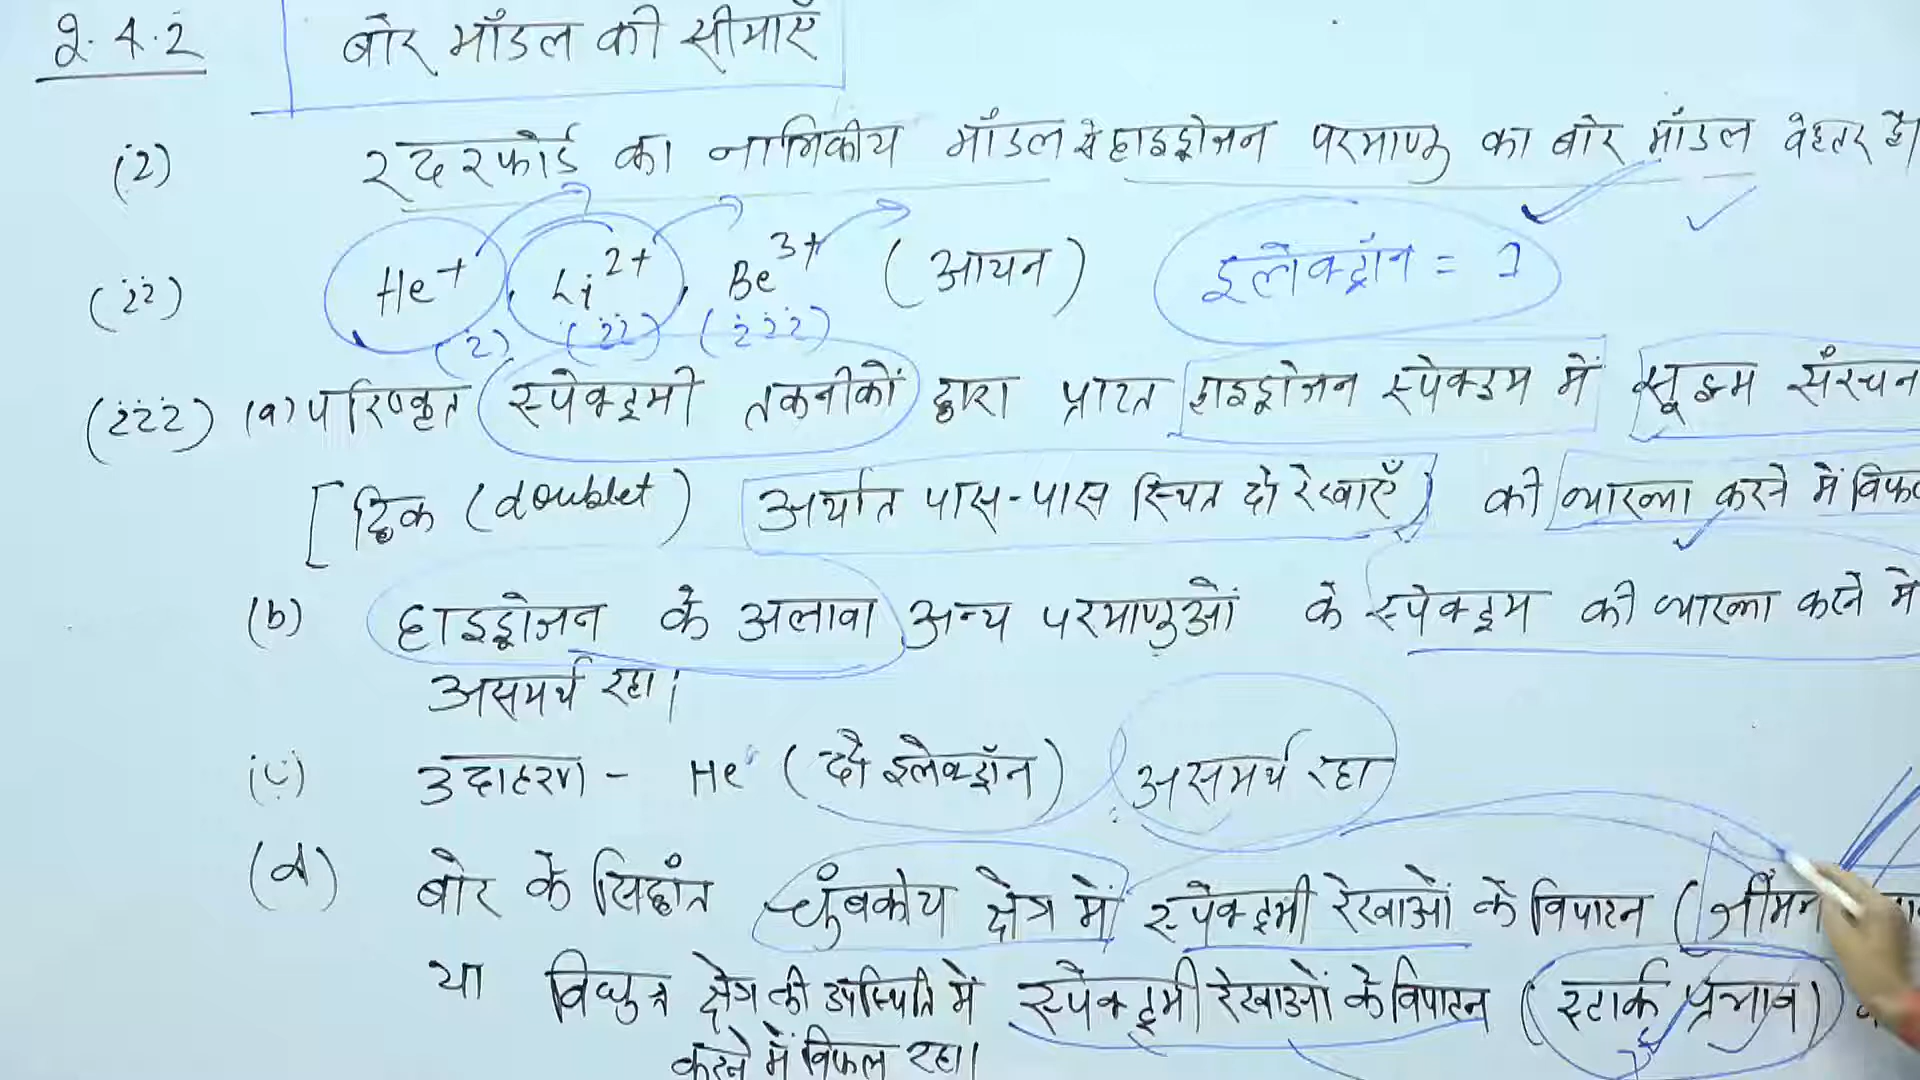 2.4.2 बोर मॉडल की सीमाएँ
(i) रदरफोर्ड का नाभिकीय मॉडल से हाइड्रोजन परमाणु का बोर मॉडल बेहतर है।
(ii) He+, Li2+, Be3+ (आयन) इलेक्ट्रॉन = 1
(i) (ii) (iii)
(iii) (a) परिष्कृत स्पेक्ट्रमी तकनीकों द्वारा प्राप्त हाइड्रोजन स्पेक्ट्रम में सूक्ष्म संरचन
[द्विक (doublet) अर्थात पास-पास स्थित दो रेखाएँ] की व्याख्या करने में विफ
(b) हाइड्रोजन के अलावा अन्य परमाणुओं के स्पेक्ट्रम की व्याख्या करने में
असमर्थ रहा।
(c) उदाहरण - He (दो इलेक्ट्रॉन) असमर्थ रहा
(d) बोर के सिद्धांत चुंबकीय क्षेत्र में स्पेक्ट्रमी रेखाओं के विपाटन (जीमन
या विद्युत क्षेत्र की उपस्थिति में स्पेक्ट्रमी रेखाओं के विपाटन (स्टार्क प्रभाव)
करने में विफल रहा।